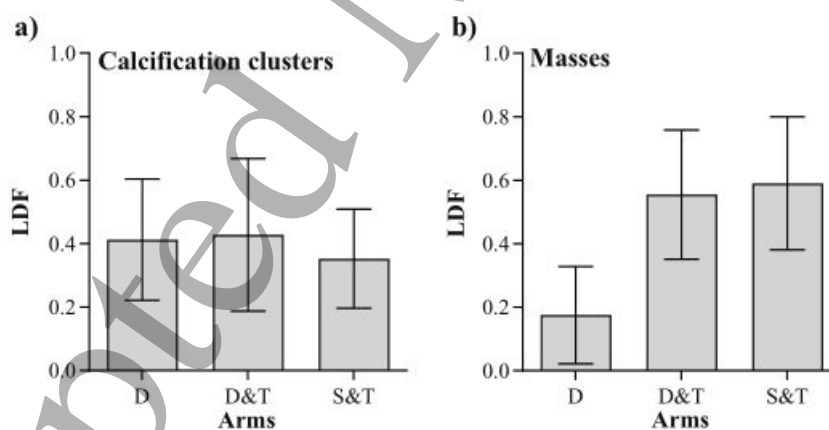 a)
Calcification clusters
1.0
0.8
0.6
0.4
0.2
0.0
LDF
D D&T S&T
Arms
b)
Masses
1.0
0.8
0.6
0.4
0.2
0.0
LDF
D D&T S&T
Arms